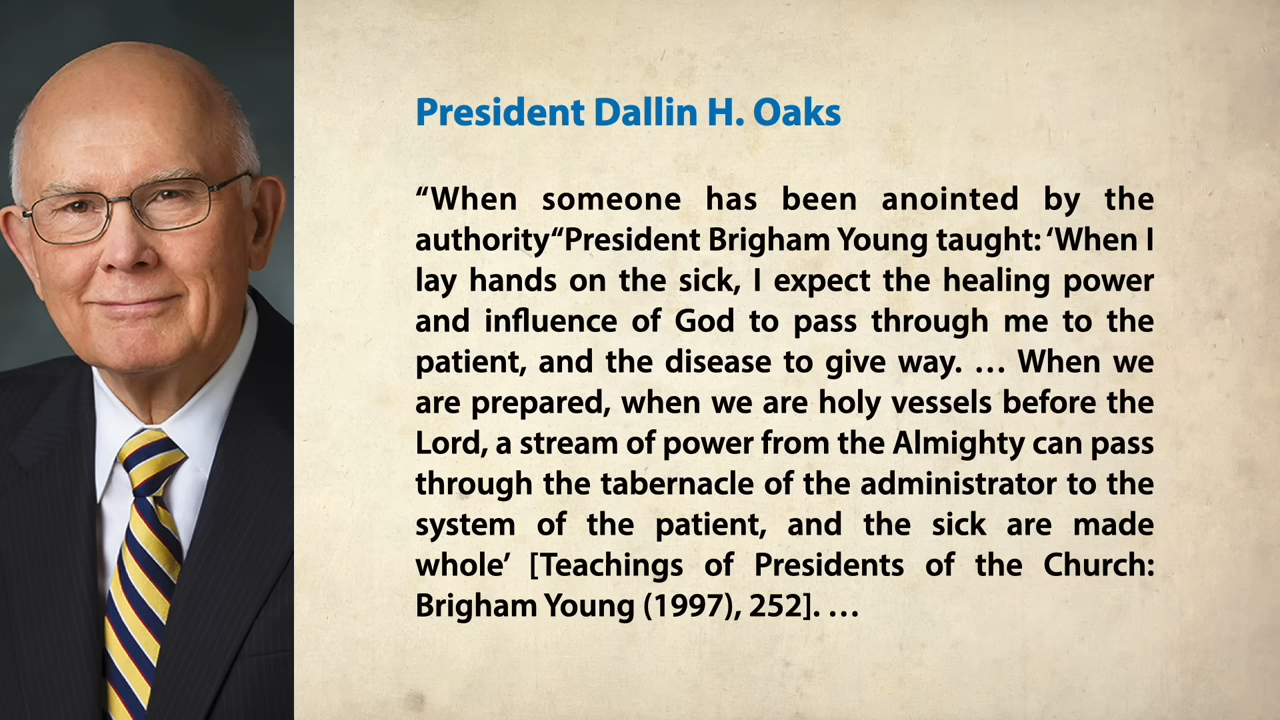 President Dallin H. Oaks
“When someone has been anointed by the
authority“President Brigham Young taught: ‘When I
lay hands on the sick, I expect the healing power
and influence of God to pass through me to the
patient, and the disease to give way. … When we
are prepared, when we are holy vessels before the
Lord, a stream of power from the Almighty can pass
through the tabernacle of the administrator to the
system of the patient, and the sick are made
whole’ [Teachings of Presidents of the Church:
Brigham Young (1997), 252]. …